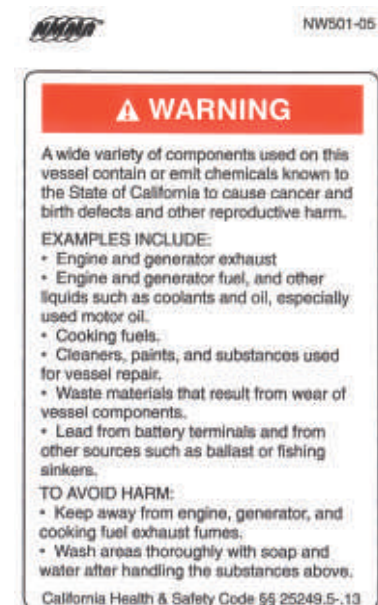 NMMA
NW501-05
WARNING
A wide variety of components used on this
vessel contain or emit chemicals known to
the State of California to cause cancer and
birth defects and other reproductive harm.
EXAMPLES INCLUDE:
• Engine and generator exhaust
• Engine and generator fuel, and other
liquids such as coolants and oil, especially
used motor oil.
• Cooking fuels.
• Cleaners, paints, and substances used
for vessel repair.
• Waste materials that result from wear of
vessel components.
• Lead from battery terminals and from
other sources such as ballast or fishing
sinkers.
TO AVOID HARM:
• Keep away from engine, generator, and
cooking fuel exhaust fumes.
• Wash areas thoroughly with soap and
water after handling the substances above.
California Health & Safety Code §§ 25249.5-.13